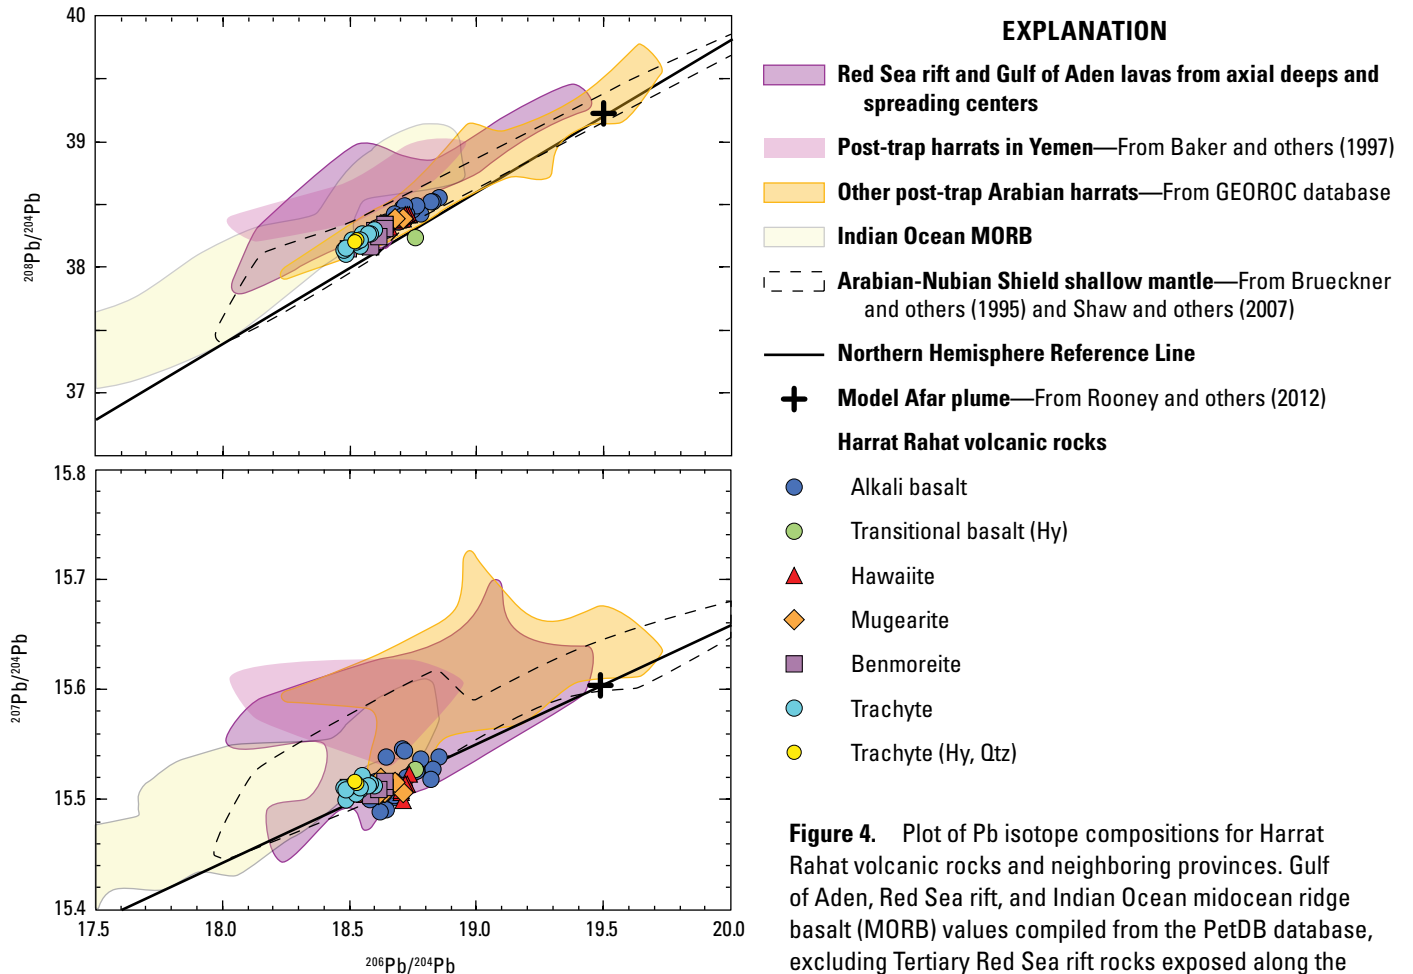 40
39
38
37
²⁰⁸Pb/²⁰⁴Pb
15.8
15.7
15.6
15.5
15.4
²⁰⁷Pb/²⁰⁴Pb
17.5 18.0 18.5 19.0 19.5 20.0
²⁰⁶Pb/²⁰⁴Pb
EXPLANATION
Red Sea rift and Gulf of Aden lavas from axial deeps and
spreading centers
Post-trap harrats in Yemen—From Baker and others (1997)
Other post-trap Arabian harrats—From GEOROC database
Indian Ocean MORB
Arabian-Nubian Shield shallow mantle—From Brueckner
and others (1995) and Shaw and others (2007)
Northern Hemisphere Reference Line
Model Afar plume—From Rooney and others (2012)
Harrat Rahat volcanic rocks
Alkali basalt
Transitional basalt (Hy)
Hawaiite
Mugearite
Benmoreite
Trachyte
Trachyte (Hy, Qtz)
Figure 4. Plot of Pb isotope compositions for Harrat
Rahat volcanic rocks and neighboring provinces. Gulf
of Aden, Red Sea rift, and Indian Ocean midocean ridge
basalt (MORB) values compiled from the PetDB database,
excluding Tertiary Red Sea rift rocks exposed along the